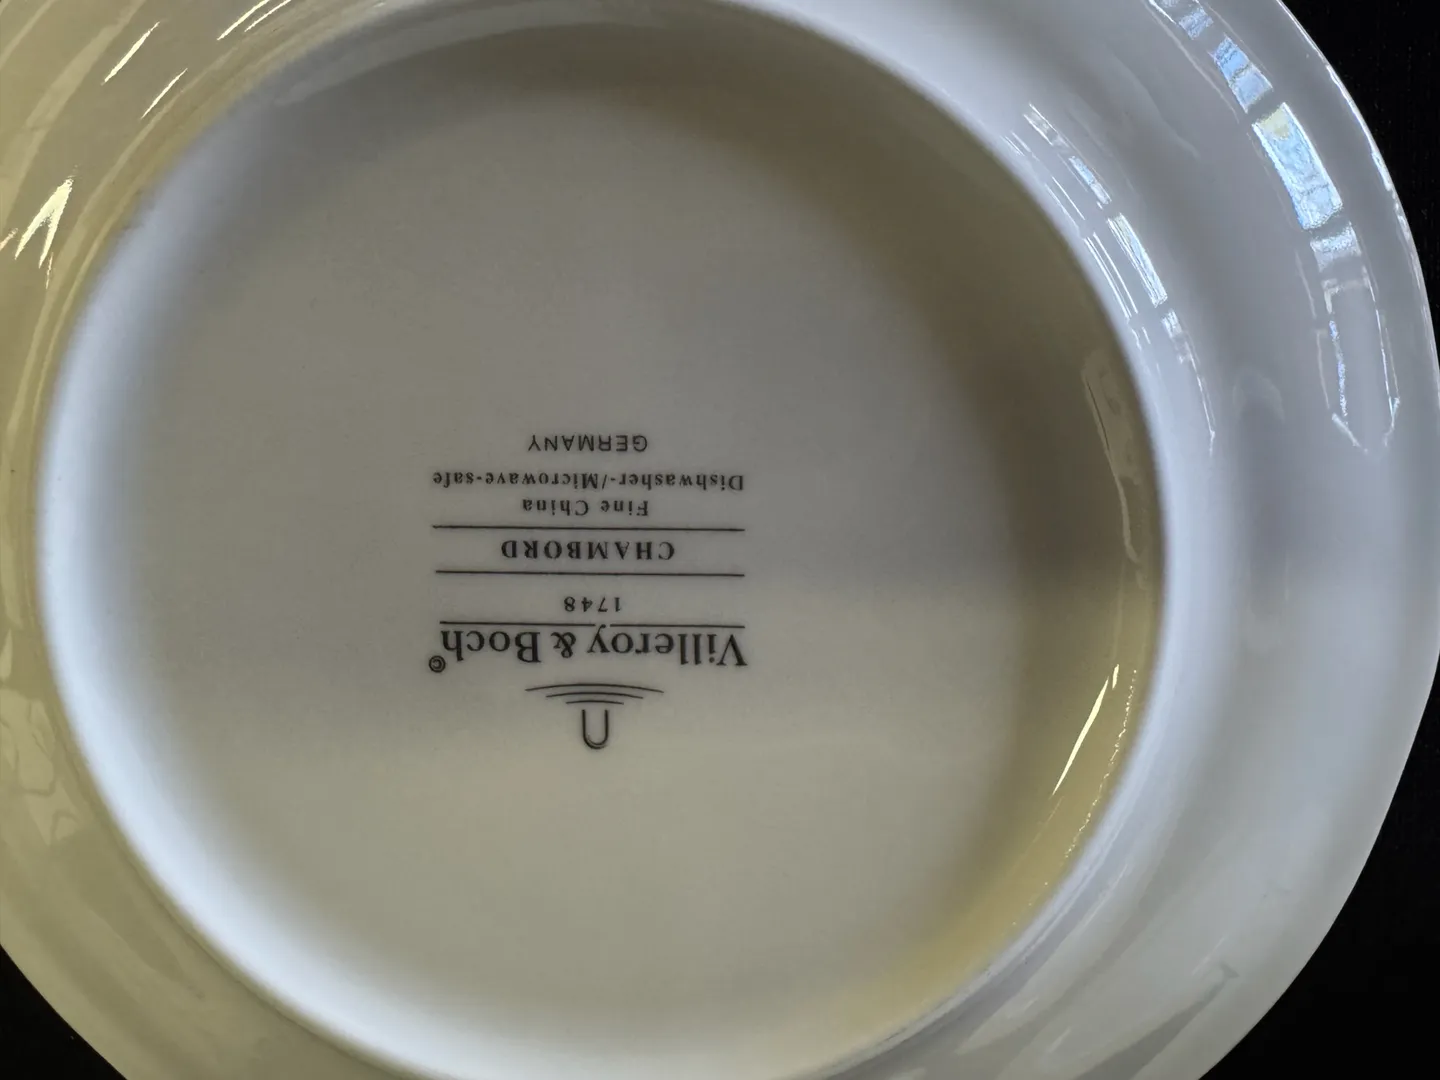 Villeroy & Boch©
1748
CHAMBORD
Fine China
Dishwasher-/Microwave-safe
GERMANY